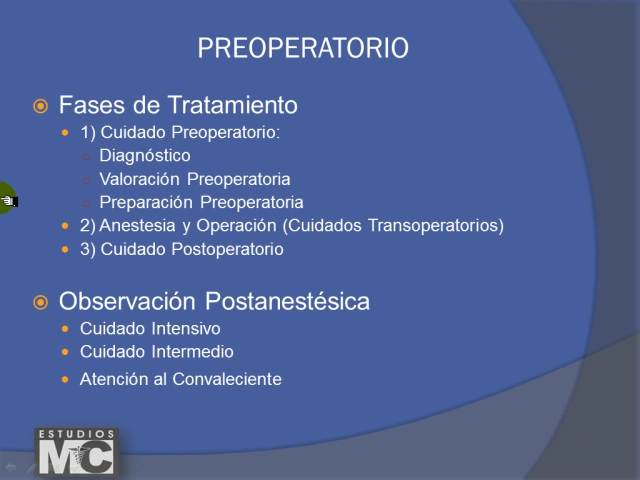 PREOPERATORIO
Fases de Tratamiento
1) Cuidado Preoperatorio:
Diagnóstico
Valoración Preoperatoria
Preparación Preoperatoria
2) Anestesia y Operación (Cuidados Transoperatorios)
3) Cuidado Postoperatorio
Observación Postanestésica
Cuidado Intensivo
Cuidado Intermedio
Atención al Convaleciente
ESTUDIOS
MC